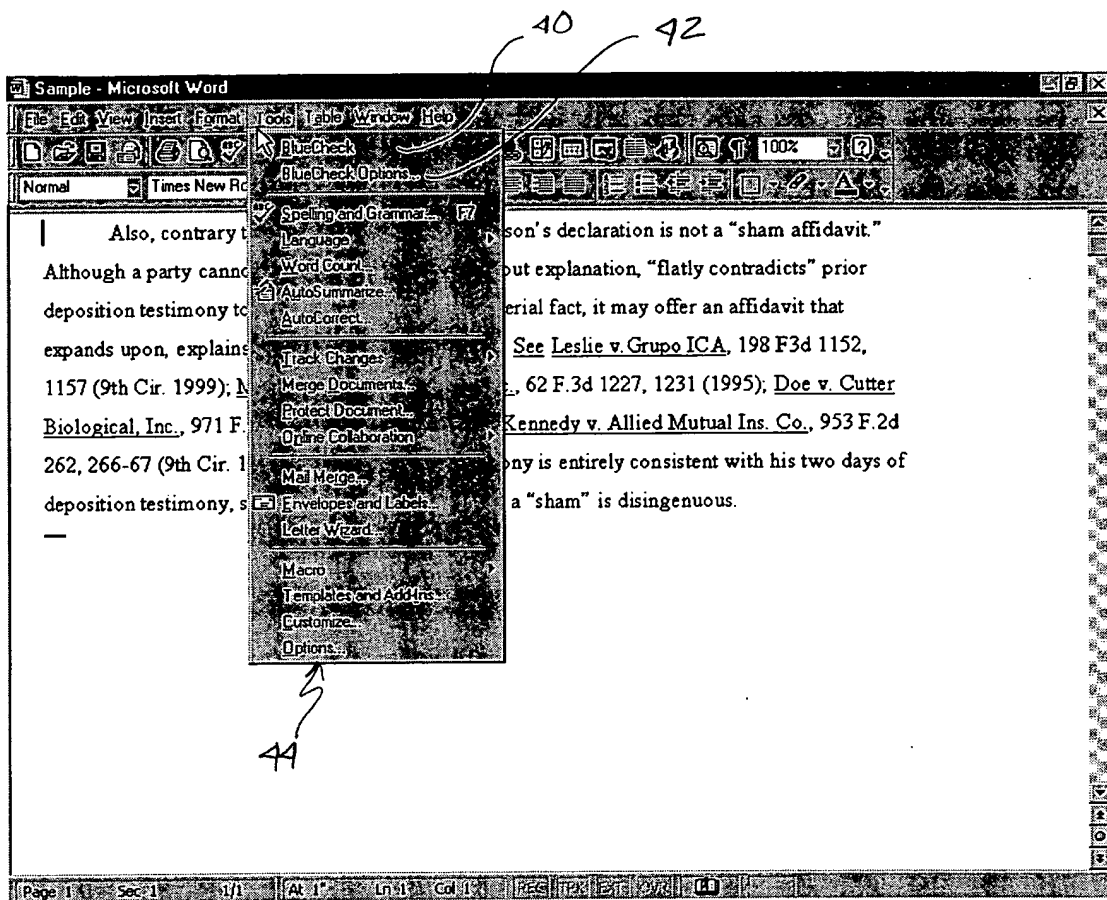 40 42
Sample - Microsoft Word
File Edit View Insert Format Tools Table Window Help
BlueCheck
100%
BlueCheck Options...
Normal Times New Ro
Spelling and Grammar... F7
Language
Word Count...
AutoSummarize...
AutoCorrect...
Track Changes
Merge Documents...
Protect Document...
Online Collaboration
Mail Merge...
Envelopes and Labels...
Letter Wizard...
Macro
Templates and Add-Ins...
Customize...
Options...
Also, contrary t son's declaration is not a “sham affidavit.”
Although a party canno out explanation, “flatly contradicts” prior
deposition testimony to erial fact, it may offer an affidavit that
expands upon, explains See Leslie v. Grupo ICA, 198 F3d 1152,
1157 (9th Cir. 1999); , 62 F.3d 1227, 1231 (1995); Doe v. Cutter
Biological, Inc., 971 F. Kennedy v. Allied Mutual Ins. Co., 953 F.2d
262, 266-67 (9th Cir. 1 ony is entirely consistent with his two days of
deposition testimony, s a “sham” is disingenuous.
44
Page 1 Sec 1 1/1 At 1" Ln 1 Col 1 REC TRK EXT OVR